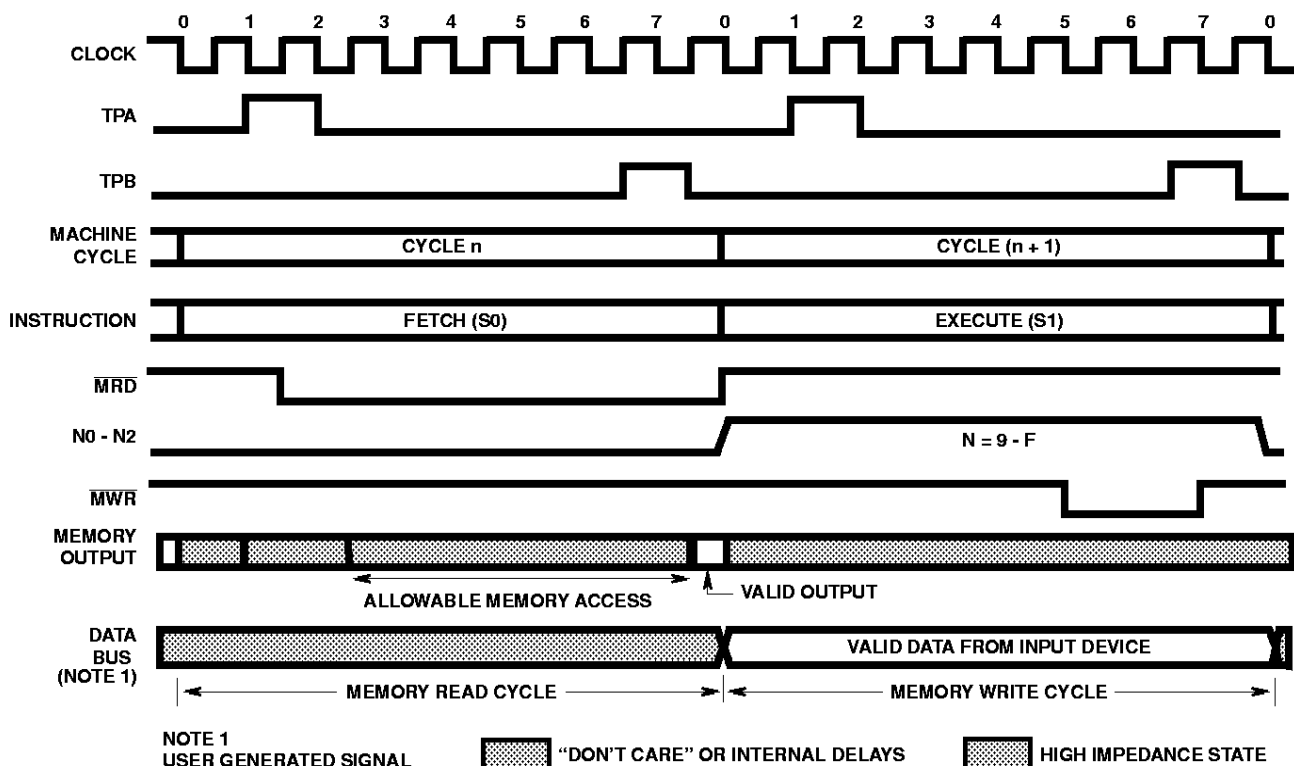 0 1 2 3 4 5 6 7 0 1 2 3 4 5 6 7 0
CLOCK
TPA
TPB
MACHINE
CYCLE
CYCLE n
CYCLE (n + 1)
INSTRUCTION
FETCH (S0)
EXECUTE (S1)
MRD
N0 - N2
N = 9 - F
MWR
MEMORY
OUTPUT
ALLOWABLE MEMORY ACCESS
VALID OUTPUT
DATA
BUS
(NOTE 1)
VALID DATA FROM INPUT DEVICE
MEMORY READ CYCLE
MEMORY WRITE CYCLE
NOTE 1
USER GENERATED SIGNAL
“DON’T CARE” OR INTERNAL DELAYS
HIGH IMPEDANCE STATE